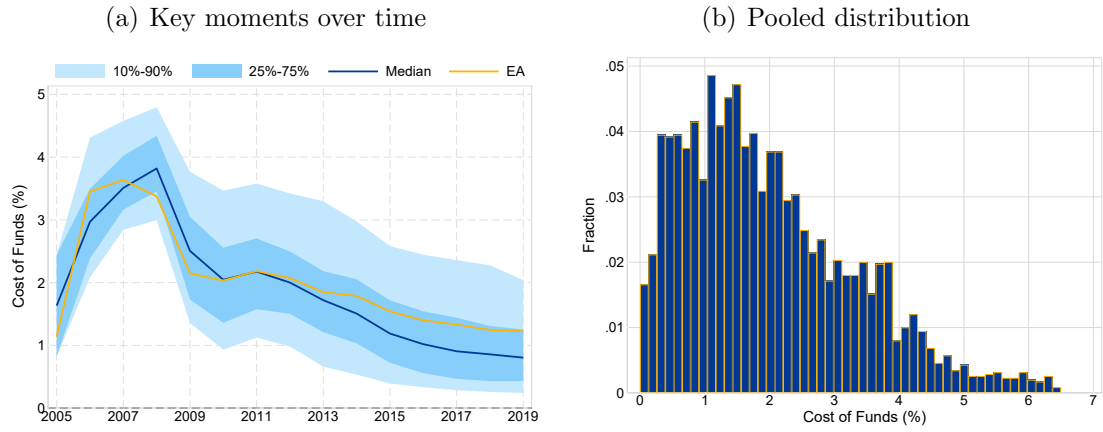 (a) Key moments over time
10%-90% 25%-75% Median EA
Cost of Funds (%)
5
4
3
2
1
0
2005 2007 2009 2011 2013 2015 2017 2019
(b) Pooled distribution
Fraction
.05
.04
.03
.02
.01
0
0 1 2 3 4 5 6 7
Cost of Funds (%)